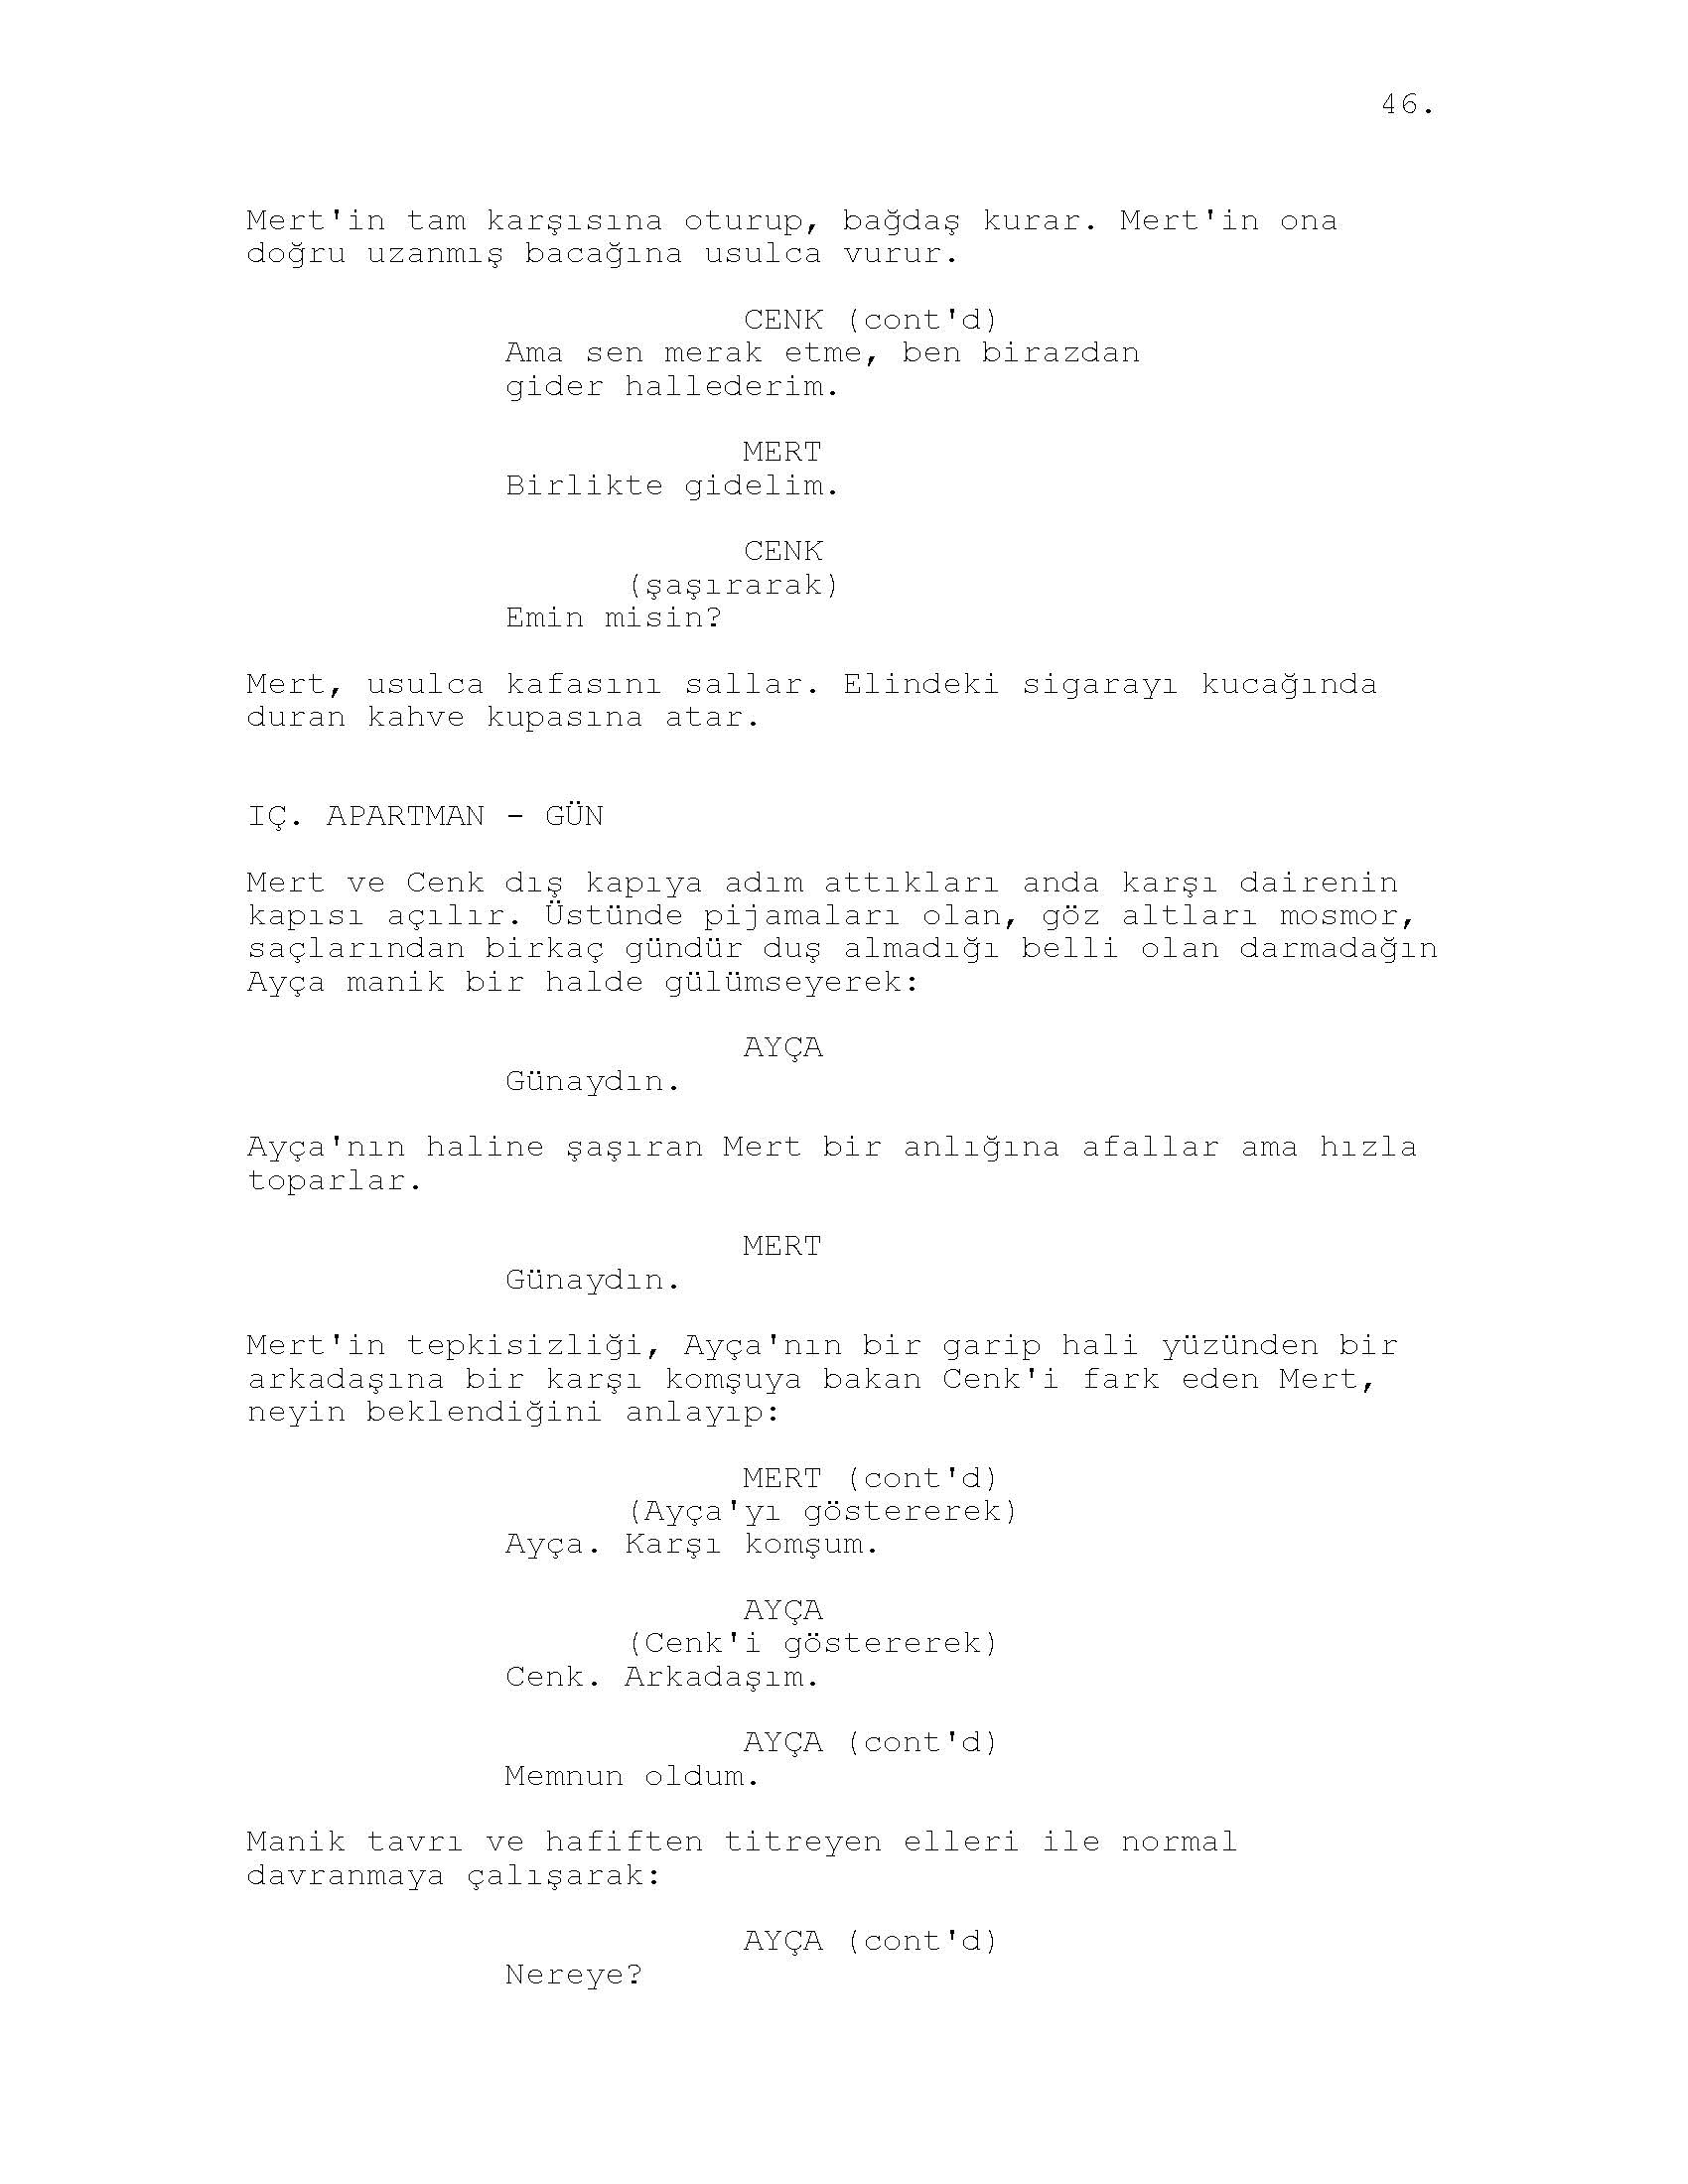 46.
Mert'in tam karşısına oturup, bağdaş kurar. Mert'in ona
doğru uzanmış bacağına usulca vurur.
CENK (cont'd)
Ama sen merak etme, ben birazdan
gider hallederim.
MERT
Birlikte gidelim.
CENK
(şaşırarak)
Emin misin?
Mert, usulca kafasını sallar. Elindeki sigarayı kucağında
duran kahve kupasına atar.
IÇ. APARTMAN - GÜN
Mert ve Cenk dış kapıya adım attıkları anda karşı dairenin
kapısı açılır. Üstünde pijamaları olan, göz altları mosmor,
saçlarından birkaç gündür duş almadığı belli olan darmadağın
Ayça manik bir halde gülümseyerek:
AYÇA
Günaydın.
Ayça'nın haline şaşıran Mert bir anlığına afallar ama hızla
toparlar.
MERT
Günaydın.
Mert'in tepkisizliği, Ayça'nın bir garip hali yüzünden bir
arkadaşına bir karşı komşuya bakan Cenk'i fark eden Mert,
neyin beklendiğini anlayıp:
MERT (cont'd)
(Ayça'yı göstererek)
Ayça. Karşı komşum.
AYÇA
(Cenk'i göstererek)
Cenk. Arkadaşım.
AYÇA (cont'd)
Memnun oldum.
Manik tavrı ve hafiften titreyen elleri ile normal
davranmaya çalışarak:
AYÇA (cont'd)
Nereye?